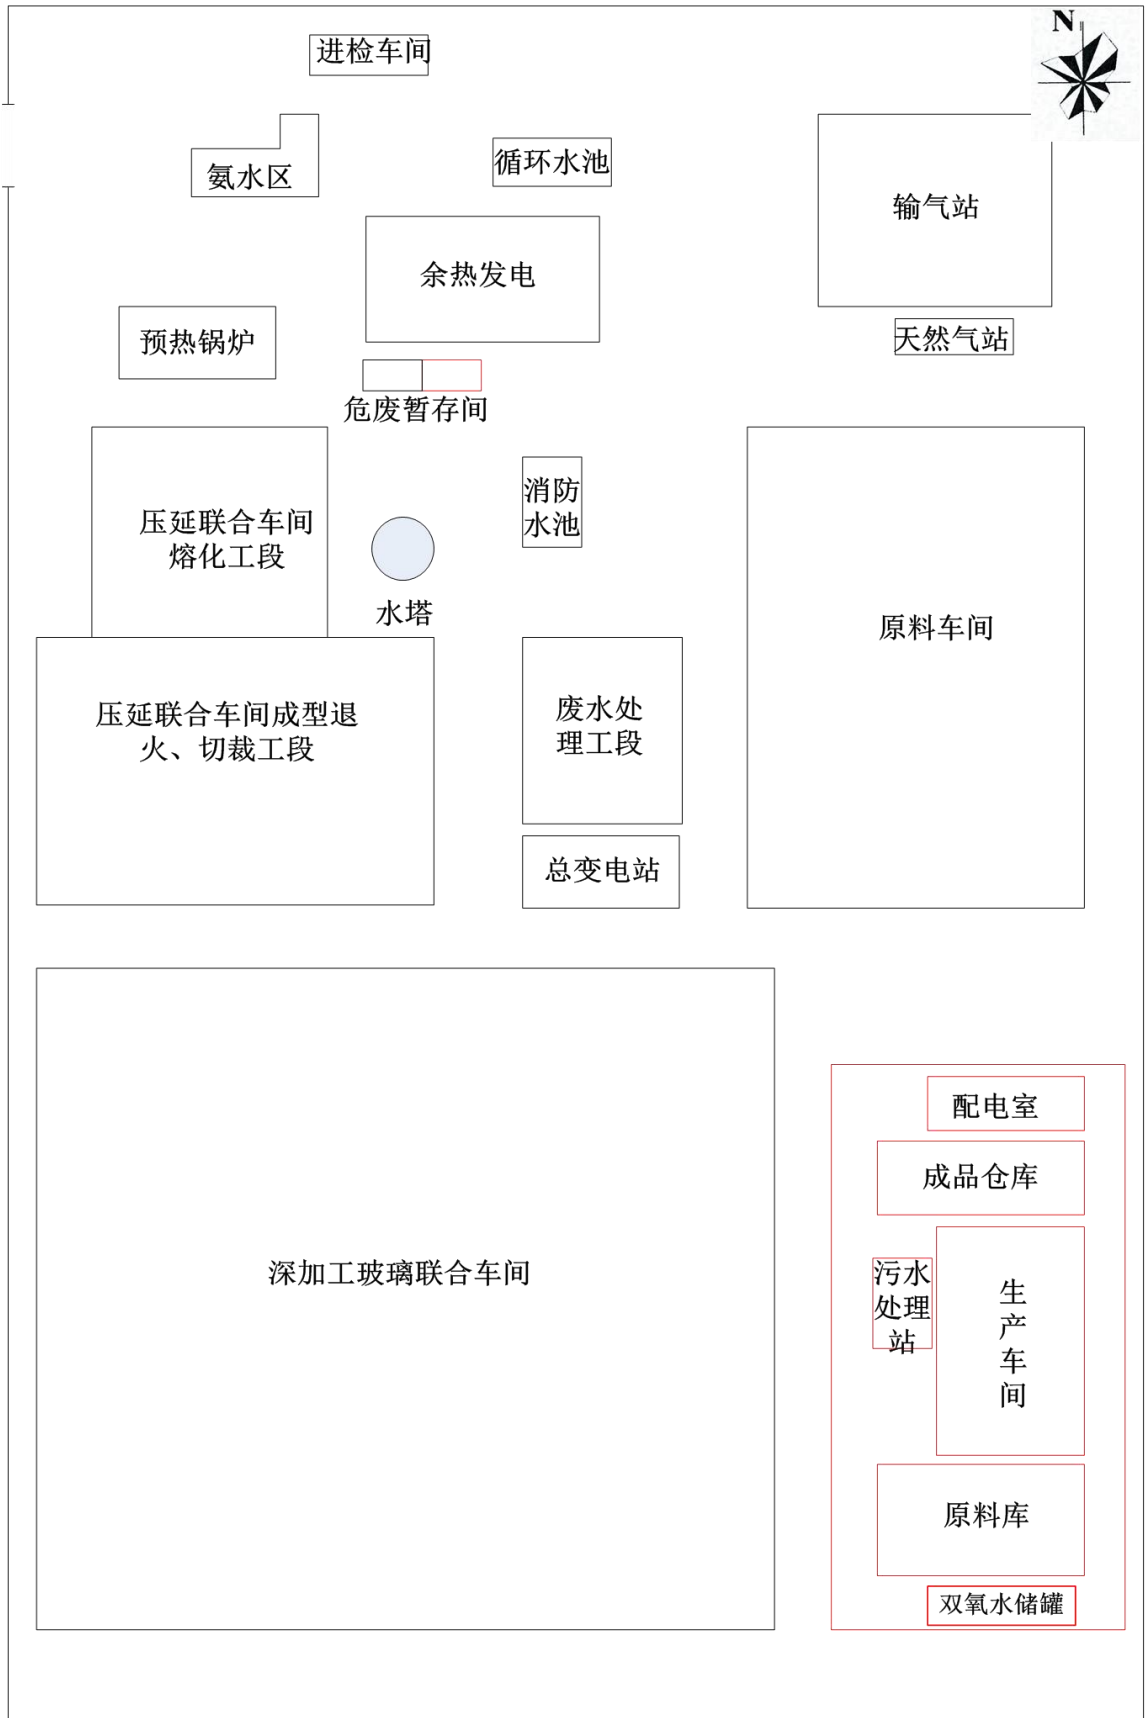 N
进检车间
氨水区
循环水池
输气站
余热发电
预热锅炉
天然气站
危废暂存间
消防
水池
压延联合车间
熔化工段
水塔
原料车间
压延联合车间成型退
火、切裁工段
废水处
理工段
总变电站
配电室
成品仓库
深加工玻璃联合车间
污水
处理
站
生
产
车
间
原料库
双氧水储罐